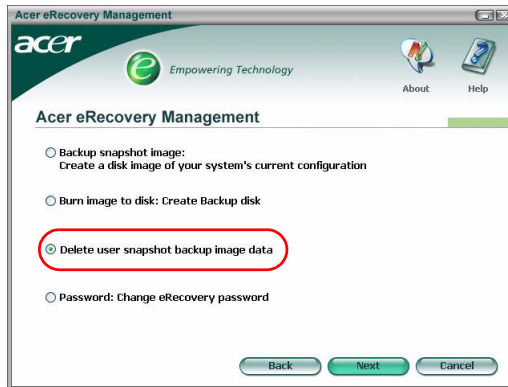 Acer eRecovery Management
acer
e
Empowering Technology
About
Help
Acer eRecovery Management
Backup snapshot image:
Create a disk image of your system's current configuration
Burn image to disk: Create Backup disk
Delete user snapshot backup image data
Password: Change eRecovery password
Back
Next
Cancel